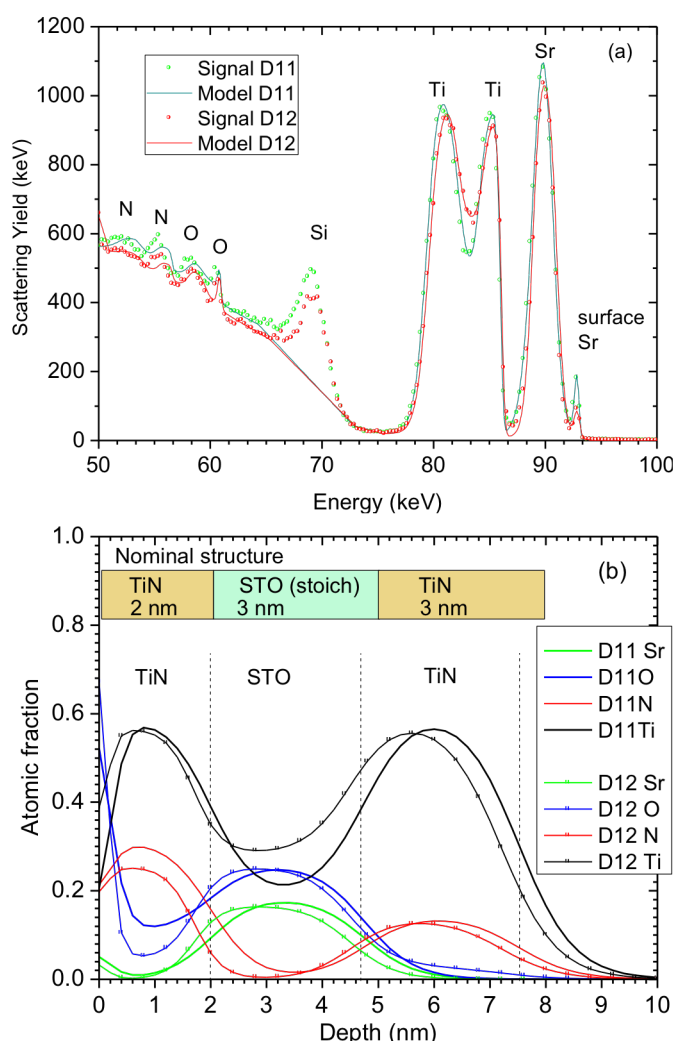 (a)
Signal D11
Model D11
Signal D12
Model D12
Ti
Ti
Sr
N
N
O
O
Si
surface
Sr
Scattering Yield (keV)
1200
1000
800
600
400
200
0
50
60
70
80
90
100
Energy (keV)
(b)
Nominal structure
TiN
2 nm
STO (stoich)
3 nm
TiN
3 nm
TiN
STO
TiN
D11 Sr
D11O
D11N
D11Ti
D12 Sr
D12 O
D12 N
D12 Ti
Atomic fraction
1.0
0.8
0.6
0.4
0.2
0.0
0
1
2
3
4
5
6
7
8
9
10
Depth (nm)